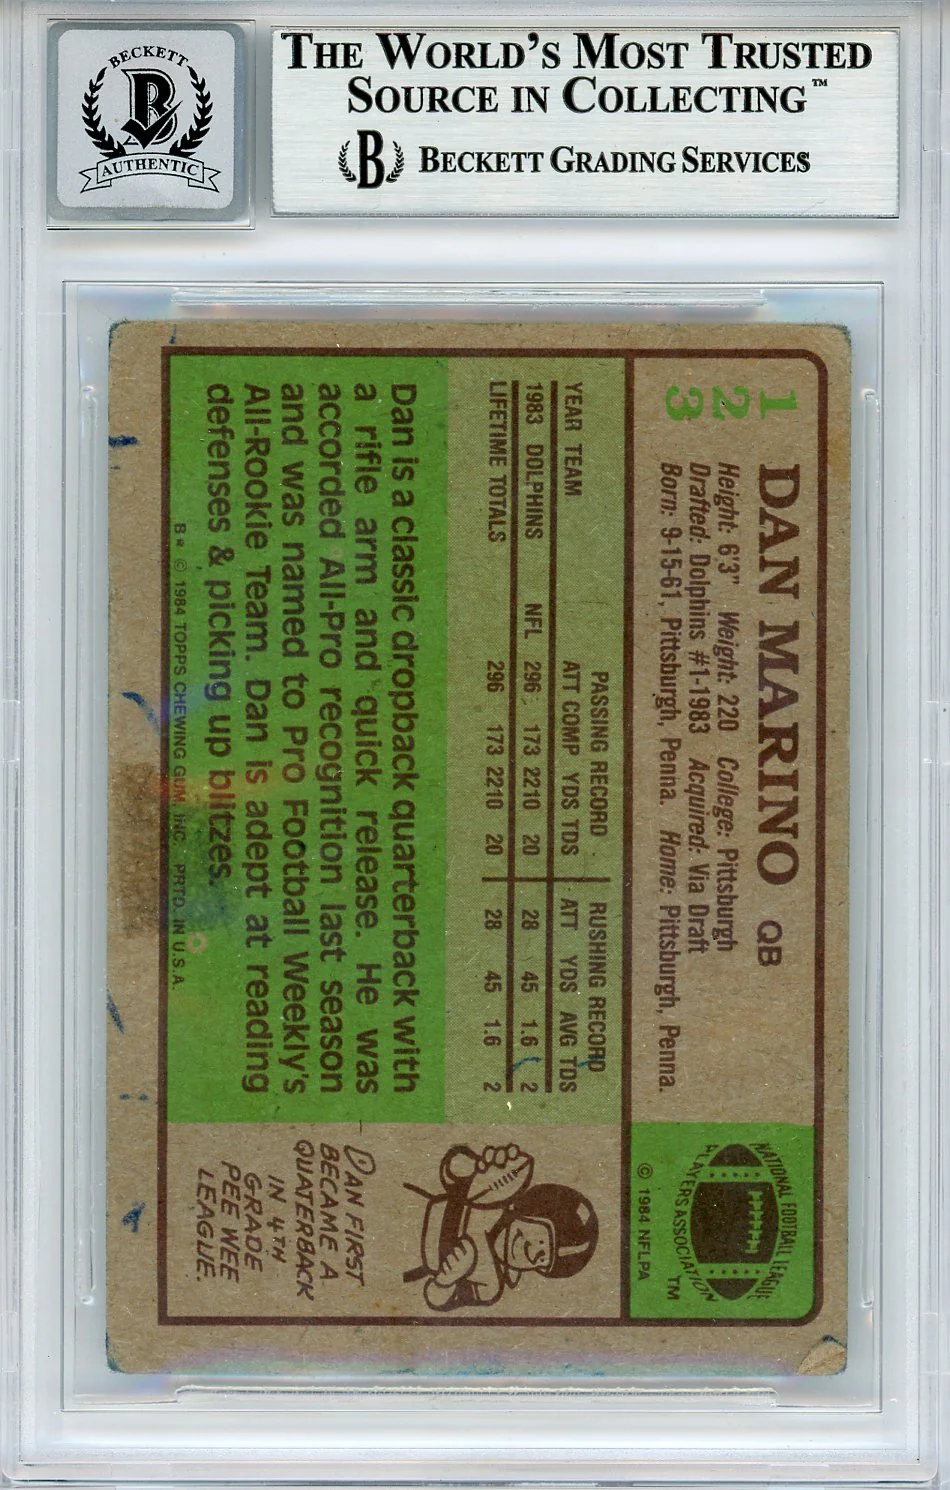 BECKETT
B
AUTHENTIC
THE WORLD'S MOST TRUSTED
SOURCE IN COLLECTING™
B BECKETT GRADING SERVICES
123
DAN MARINO QB
Height: 6'3" Weight: 220 College: Pittsburgh
Drafted: Dolphins #1-1983 Acquired: Via Draft
Born: 9-15-61, Pittsburgh, Penna. Home: Pittsburgh, Penna.
NATIONAL FOOTBALL LEAGUE
PLAYERS ASSOCIATION
TM
© 1984 NFLPA
PASSING RECORD RUSHING RECORD
YEAR TEAM ATT COMP YDS TDS ATT YDS AVG TDS
1983 DOLPHINS NFL 296 173 2210 20 28 45 1.6 2
LIFETIME TOTALS 296 173 2210 20 28 45 1.6 2
Dan is a classic dropback quarterback with
a rifle arm and quick release. He was
accorded All-Pro recognition last season
and was named to Pro Football Weekly's
All-Rookie Team. Dan is adept at reading
defenses & picking up blitzes.
DAN FIRST
BECAME A
QUATERBACK
IN 4TH
GRADE
PEE WEE
LEAGUE.
B** © 1984 TOPPS CHEWING GUM, INC. PRTD. IN U.S.A.